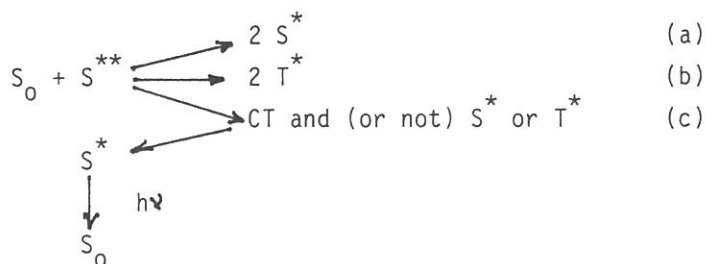 2 S* (a)
S₀ + S** 2 T* (b)
CT and (or not) S* or T* (c)
S*
hν
S₀